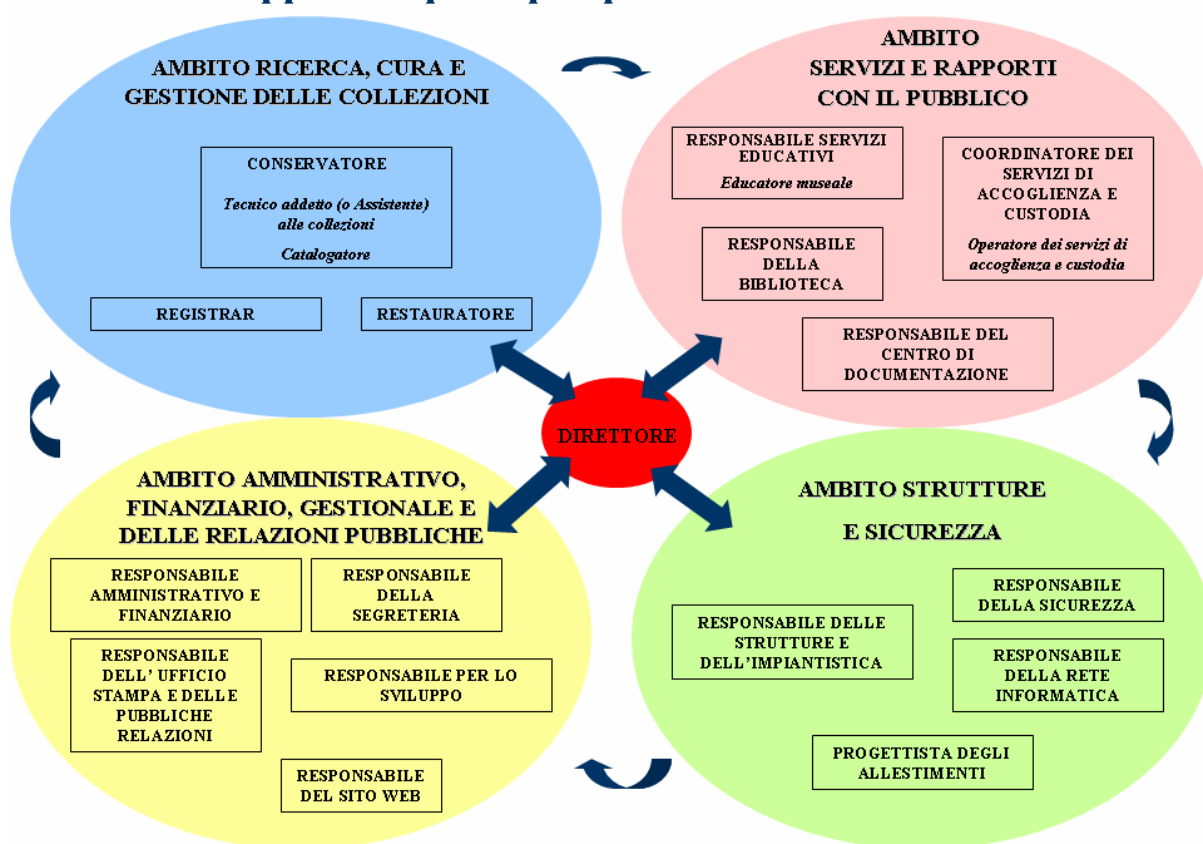 AMBITO RICERCA, CURA E
GESTIONE DELLE COLLEZIONI
CONSERVATORE
Tecnico addetto (o Assistente)
alle collezioni
Catalogatore
REGISTRAR
RESTAURATORE
AMBITO
SERVIZI E RAPPORTI
CON IL PUBBLICO
RESPONSABILE SERVIZI
EDUCATIVI
Educatore museale
COORDINATORE DEI
SERVIZI DI
ACCOGLIENZA E
CUSTODIA
Operatore dei servizi di
accoglienza e custodia
RESPONSABILE
DELLA
BIBLIOTECA
RESPONSABILE DEL
CENTRO DI
DOCUMENTAZIONE
DIRETTORE
AMBITO AMMINISTRATIVO,
FINANZIARIO, GESTIONALE E
DELLE RELAZIONI PUBBLICHE
RESPONSABILE
AMMINISTRATIVO E
FINANZIARIO
RESPONSABILE
DELLA
SEGRETERIA
RESPONSABILE
DELL' UFFICIO
STAMPA E DELLE
PUBBLICHE
RELAZIONI
RESPONSABILE PER LO
SVILUPPO
RESPONSABILE
DEL SITO WEB
AMBITO STRUTTURE
E SICUREZZA
RESPONSABILE DELLE
STRUTTURE E
DELL'IMPIANTISTICA
RESPONSABILE
DELLA SICUREZZA
RESPONSABILE
DELLA RETE
INFORMATICA
PROGETTISTA DEGLI
ALLESTIMENTI